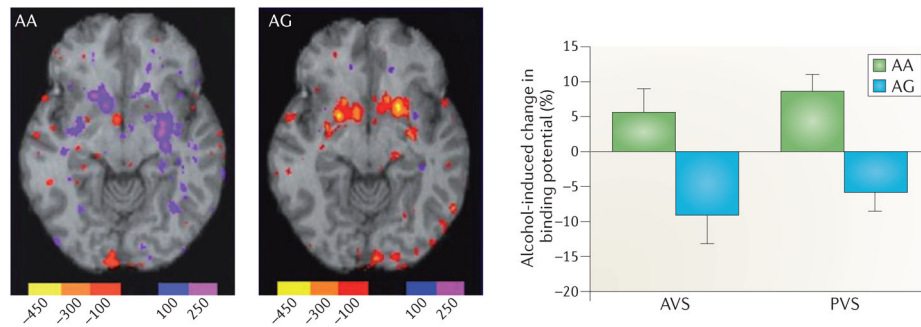 AA
AG
−450
−300
−100
100
250
−450
−300
−100
100
250
Alcohol-induced change in
binding potential (%)
15
10
5
0
−5
−10
−15
−20
AA
AG
AVS
PVS